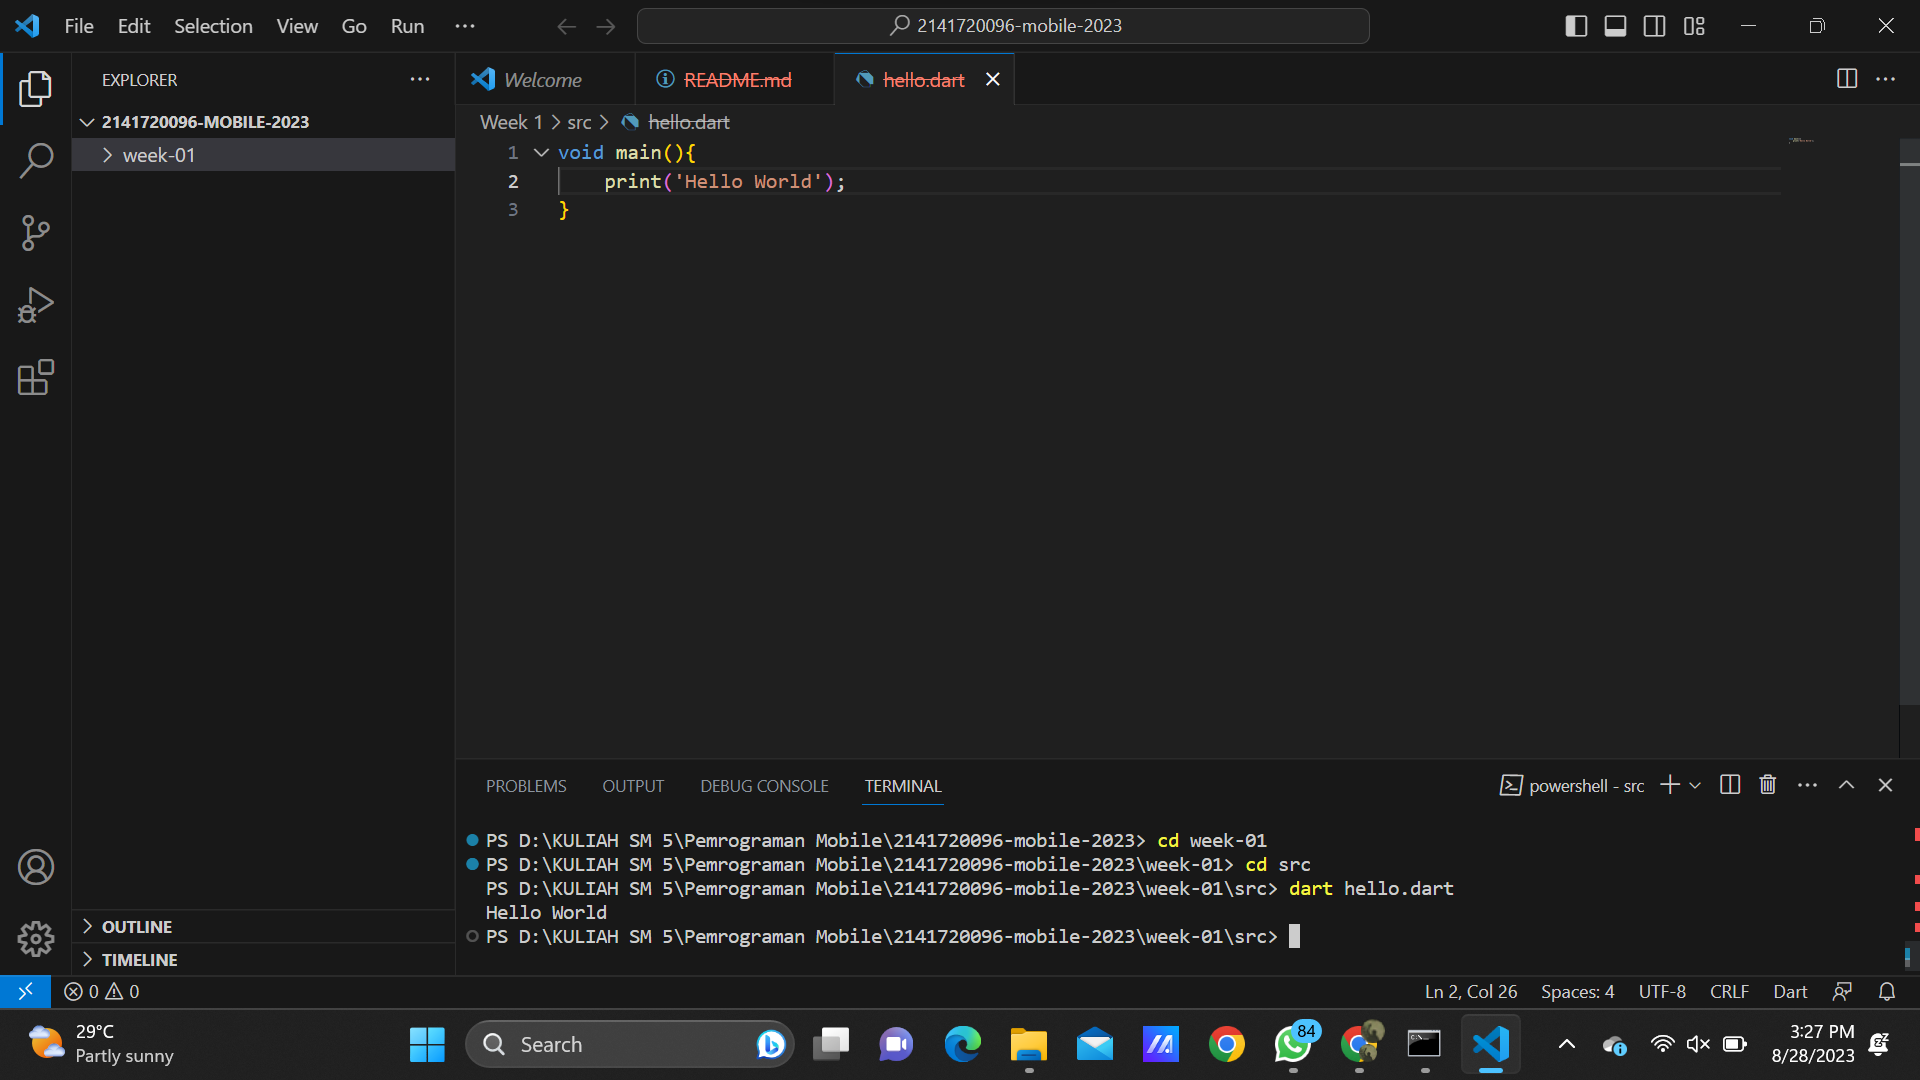 File Edit Selection View Go Run ···
2141720096-mobile-2023
EXPLORER
2141720096-MOBILE-2023
week-01
OUTLINE
TIMELINE
Welcome
README.md
hello.dart
Week 1 > src > hello.dart
1 void main(){
2 print('Hello World');
3 }
PROBLEMS OUTPUT DEBUG CONSOLE TERMINAL
powershell - src
PS D:\KULIAH SM 5\Pemrograman Mobile\2141720096-mobile-2023> cd week-01
PS D:\KULIAH SM 5\Pemrograman Mobile\2141720096-mobile-2023\week-01> cd src
PS D:\KULIAH SM 5\Pemrograman Mobile\2141720096-mobile-2023\week-01\src> dart hello.dart
Hello World
PS D:\KULIAH SM 5\Pemrograman Mobile\2141720096-mobile-2023\week-01\src>
0 0
Ln 2, Col 26 Spaces: 4 UTF-8 CRLF Dart
29°C
Partly sunny
Search
84
3:27 PM
8/28/2023